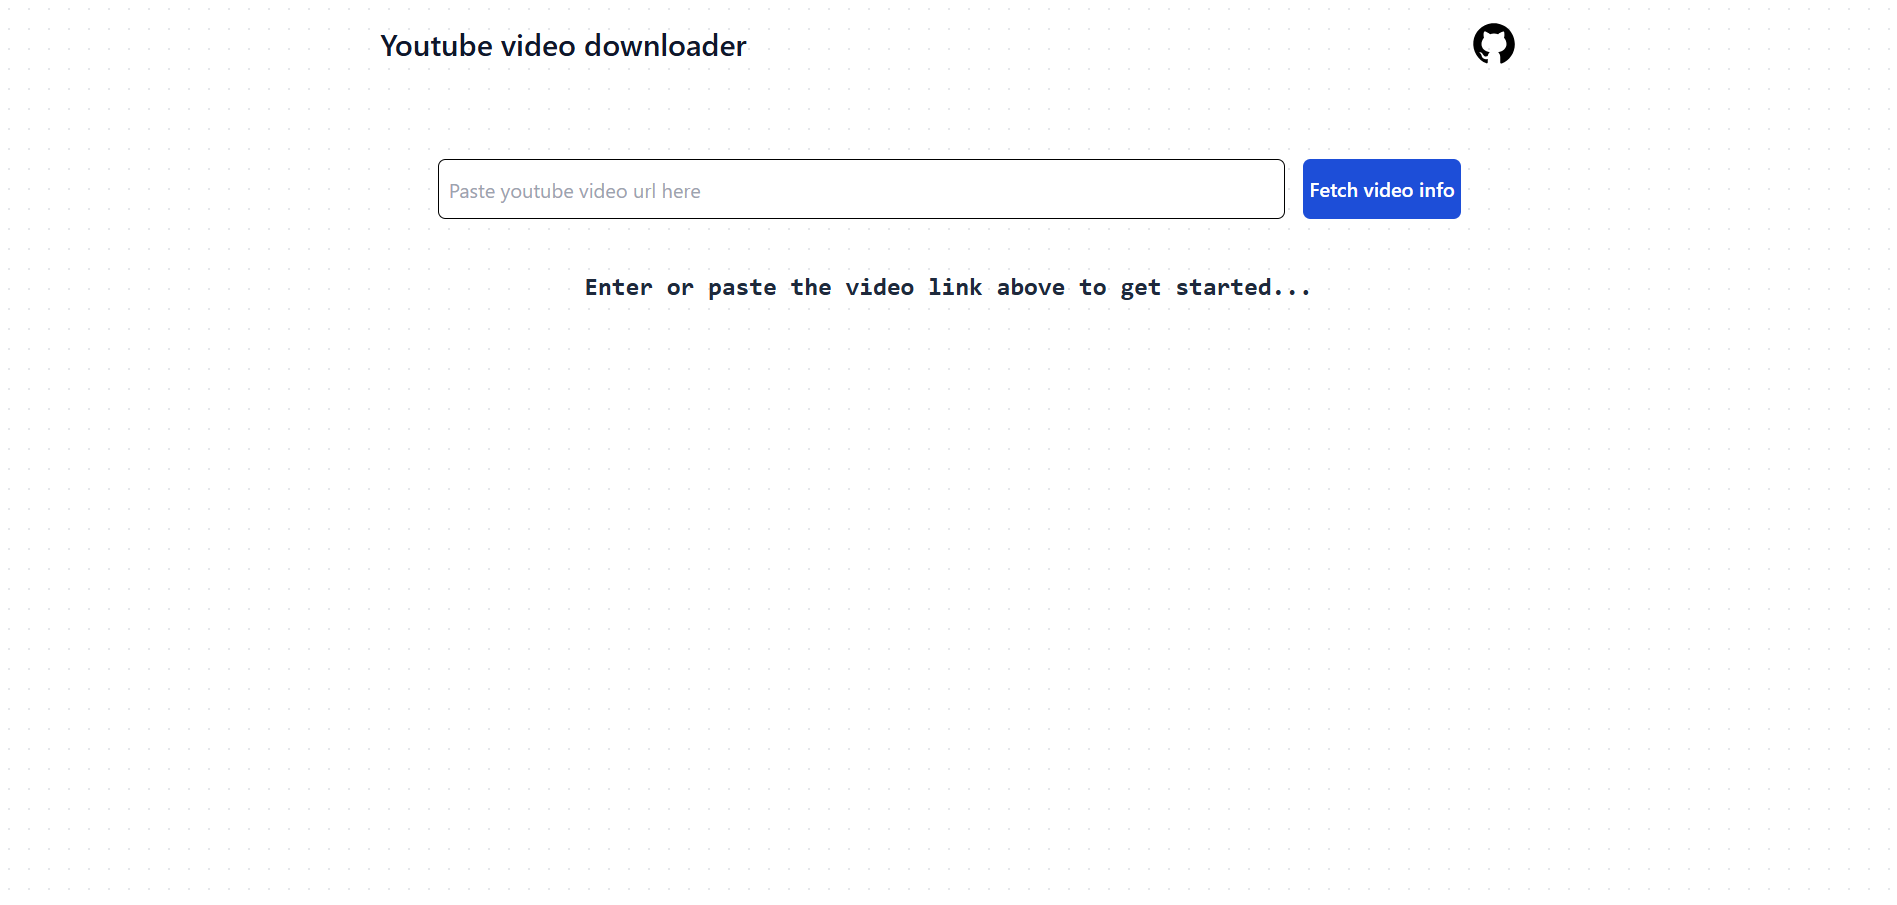 Youtube video downloader
Paste youtube video url here
Fetch video info
Enter or paste the video link above to get started...